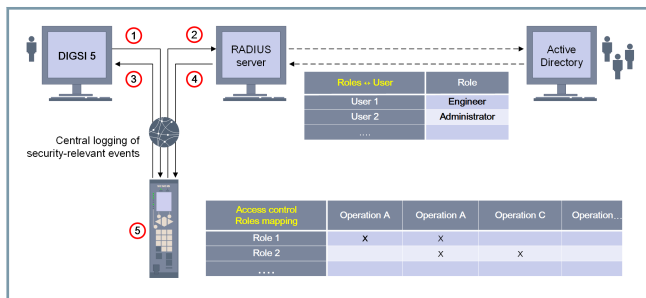 1
2
DIGSI 5
RADIUS
server
Active
Directory
3
4
Roles ↔ User
Role
User 1
Engineer
User 2
Administrator
....
Central logging of
security-relevant events
5
Access control
Roles mapping
Operation A
Operation A
Operation C
Operation...
Role 1
X
X
Role 2
X
X
....